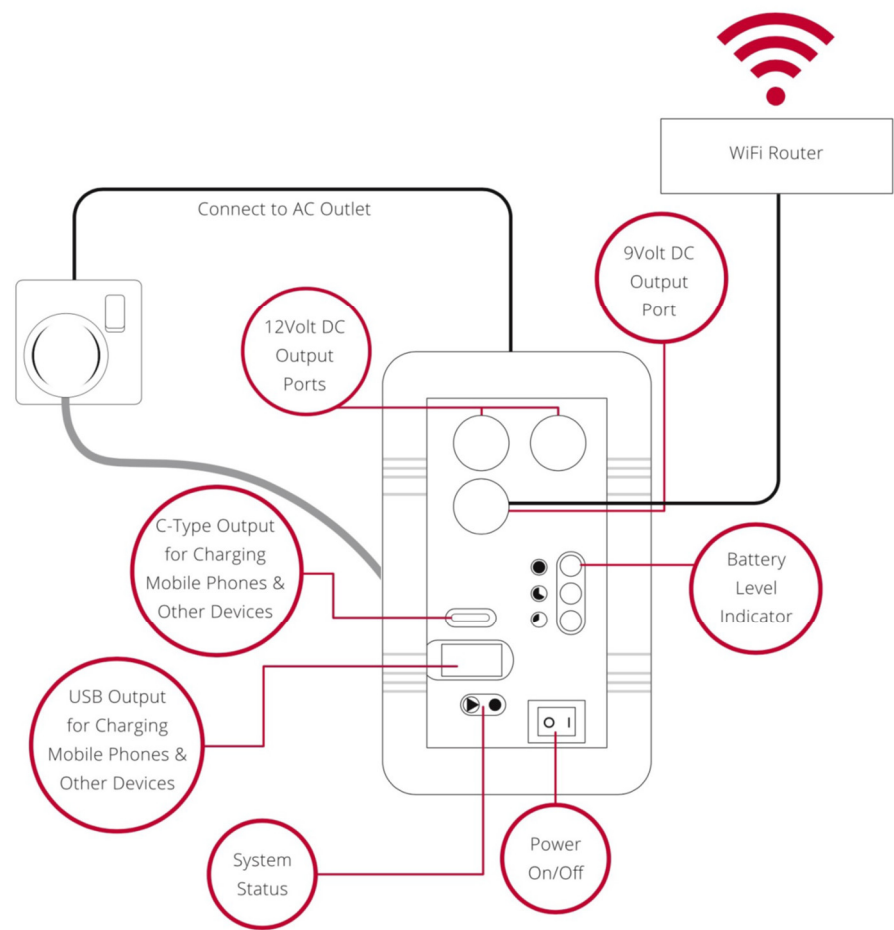 WiFi Router
Connect to AC Outlet
9Volt DC
Output
Port
12Volt DC
Output
Ports
C-Type Output
for Charging
Mobile Phones &
Other Devices
Battery
Level
Indicator
USB Output
for Charging
Mobile Phones &
Other Devices
O I
Power
On/Off
System
Status